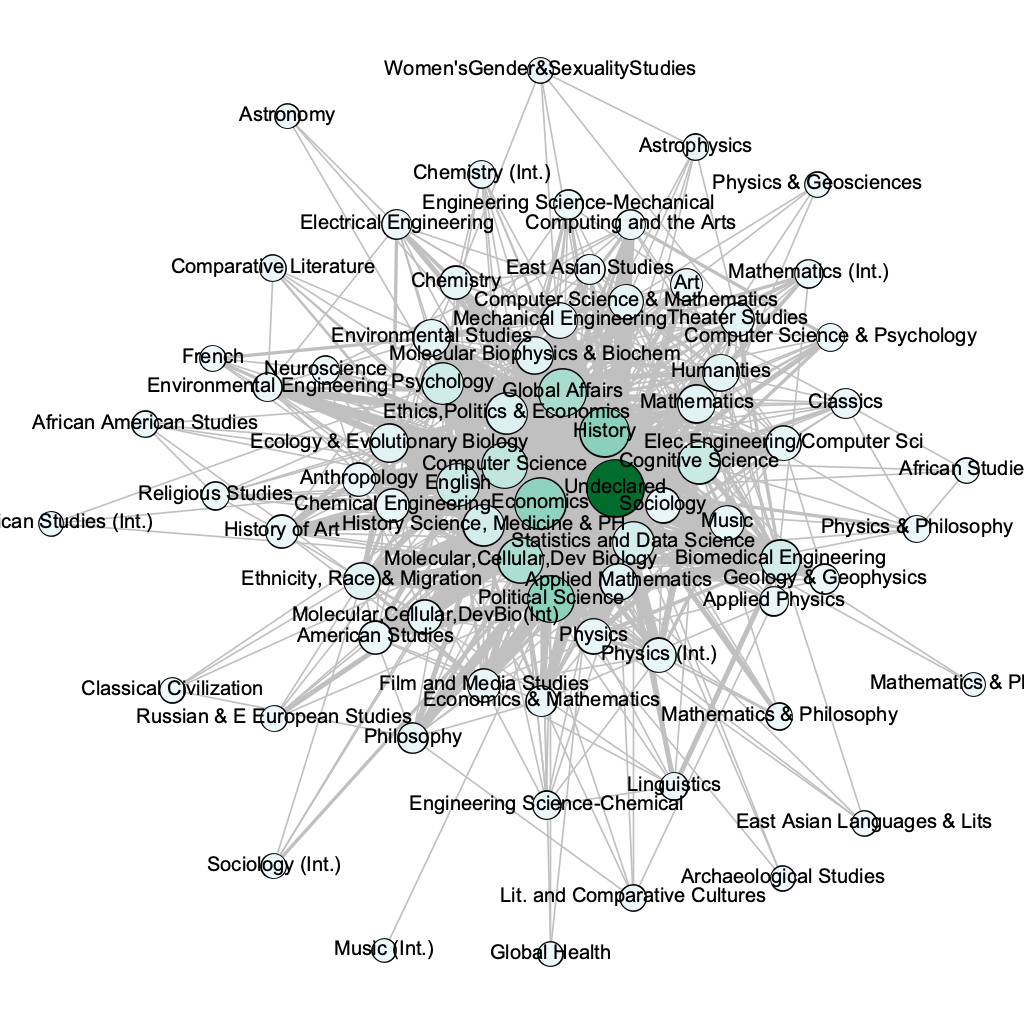 Women'sGender&SexualityStudies
Astronomy
Astrophysics
Chemistry (Int.)
Physics & Geosciences
Engineering Science-Mechanical
Electrical Engineering
Computing and the Arts
Comparative Literature
East Asian Studies
Mathematics (Int.)
Chemistry
Art
Computer Science & Mathematics
Mechanical Engineering
Theater Studies
Environmental Studies
Computer Science & Psychology
French
Molecular Biophysics & Biochem
Neuroscience
Humanities
Environmental Engineering
Psychology
Global Affairs
Mathematics
Classics
Ethics,Politics & Economics
African American Studies
History
Ecology & Evolutionary Biology
Elec.Engineering/Computer Sci
Computer Science
Cognitive Science
African Studie
Anthropology
English
Undeclared
Religious Studies
Chemical Engineering
Economics
Sociology
ican Studies (Int.)
History of Art
History Science, Medicine & PH
Music
Physics & Philosophy
Statistics and Data Science
Molecular,Cellular,Dev Biology
Biomedical Engineering
Ethnicity, Race & Migration
Applied Mathematics
Geology & Geophysics
Political Science
Applied Physics
Molecular,Cellular,DevBio(Int)
American Studies
Physics
Physics (Int.)
Classical Civilization
Film and Media Studies
Mathematics & Pl
Economics & Mathematics
Russian & E European Studies
Mathematics & Philosophy
Philosophy
Linguistics
Engineering Science-Chemical
East Asian Languages & Lits
Sociology (Int.)
Archaeological Studies
Lit. and Comparative Cultures
Music (Int.)
Global Health